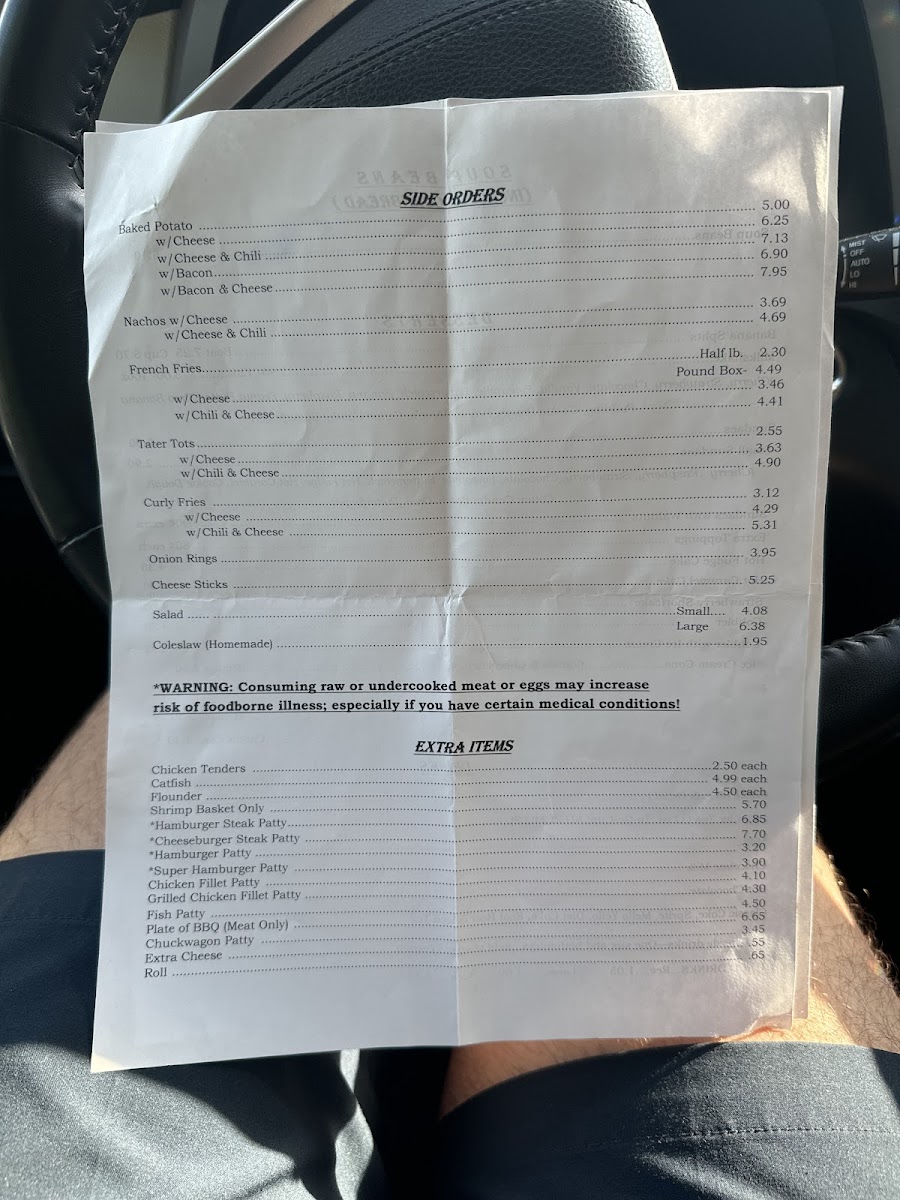 SIDE ORDERS
Baked Potato ........ 5.00
w/Cheese ........ 6.25
w/Cheese & Chili ........ 7.13
w/Bacon ........ 6.90
w/Bacon & Cheese ........ 7.95
Nachos w/Cheese ........ 3.69
w/Cheese & Chili ........ 4.69
French Fries ........ Half lb. 2.30
Pound Box- 4.49
w/Cheese ........ 3.46
w/Chili & Cheese ........ 4.41
Tater Tots ........ 2.55
w/Cheese ........ 3.63
w/Chili & Cheese ........ 4.90
Curly Fries ........ 3.12
w/Cheese ........ 4.29
w/Chili & Cheese ........ 5.31
Onion Rings ........ 3.95
Cheese Sticks ........ 5.25
Salad ........ Small.... 4.08
Large 6.38
Coleslaw (Homemade) ........ 1.95
*WARNING: Consuming raw or undercooked meat or eggs may increase
risk of foodborne illness; especially if you have certain medical conditions!
EXTRA ITEMS
Chicken Tenders ........ 2.50 each
Catfish ........ 4.99 each
Flounder ........ 4.50 each
Shrimp Basket Only ........ 5.70
*Hamburger Steak Patty ........ 6.85
*Cheeseburger Steak Patty ........ 7.70
*Hamburger Patty ........ 3.20
*Super Hamburger Patty ........ 3.90
Chicken Fillet Patty ........ 4.10
Grilled Chicken Fillet Patty ........ 4.30
Fish Patty ........ 4.50
Plate of BBQ (Meat Only) ........ 6.65
Chuckwagon Patty ........ 3.45
Extra Cheese ........ .55
Roll ........ .65
MIST
OFF
AUTO
LO
HI